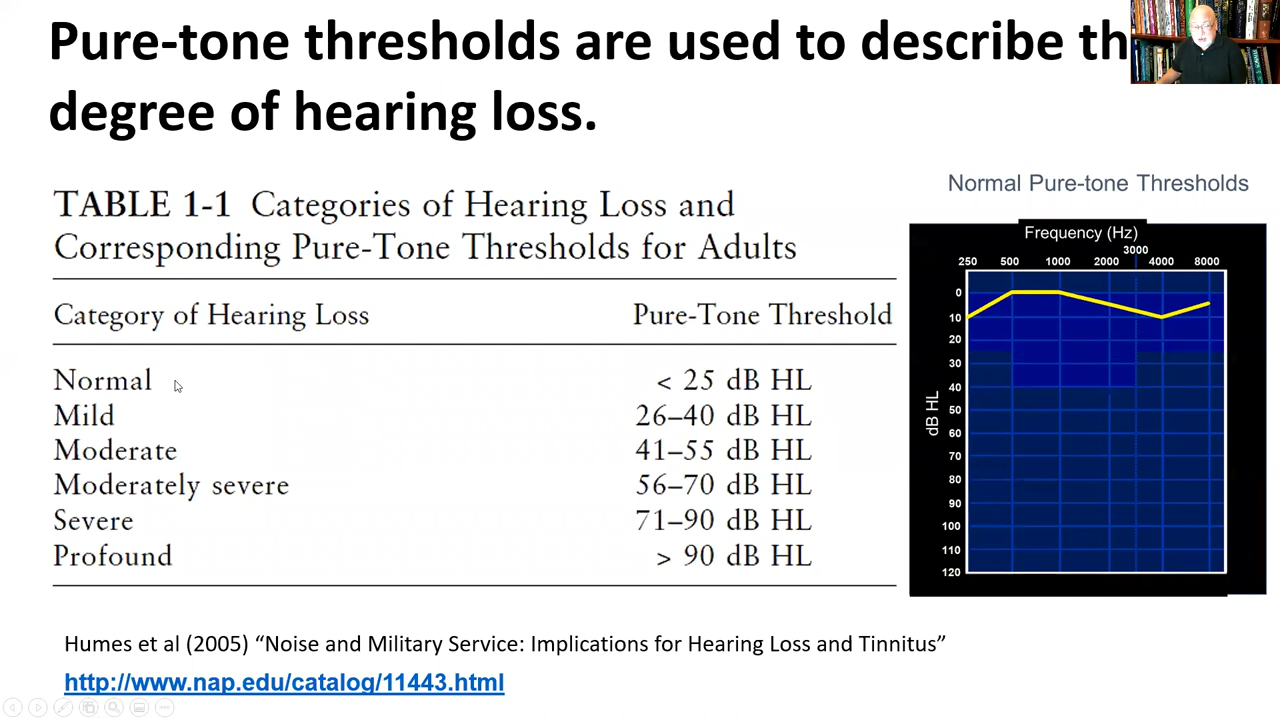 Pure-tone thresholds are used to describe th
degree of hearing loss.
TABLE 1-1 Categories of Hearing Loss and
Corresponding Pure-Tone Thresholds for Adults
Category of Hearing Loss Pure-Tone Threshold
Normal < 25 dB HL
Mild 26–40 dB HL
Moderate 41–55 dB HL
Moderately severe 56–70 dB HL
Severe 71–90 dB HL
Profound > 90 dB HL
Normal Pure-tone Thresholds
Frequency (Hz)
250 500 1000 2000 3000 4000 8000
dB HL
0
10
20
30
40
50
60
70
80
90
100
110
120
Humes et al (2005) “Noise and Military Service: Implications for Hearing Loss and Tinnitus”
http://www.nap.edu/catalog/11443.html